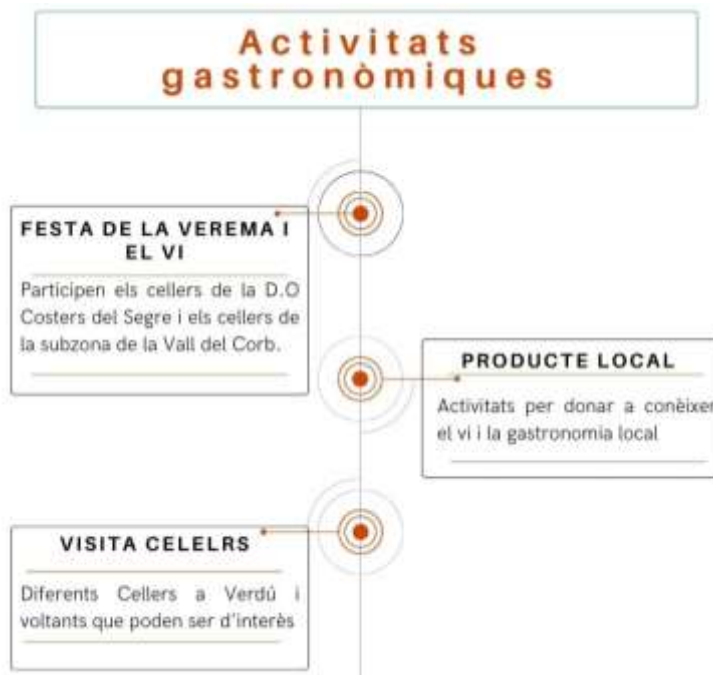 Activitats
gastronòmiques
FESTA DE LA VEREMA I
EL VI
Participen els cellers de la D.O
Costers del Segre i els cellers de
la subzona de la Vall del Corb.
PRODUCTE LOCAL
Activitats per donar a conèixer
el vi i la gastronomia local
VISITA CELELRS
Diferents Cellers a Verdú i
voltants que poden ser d'interès